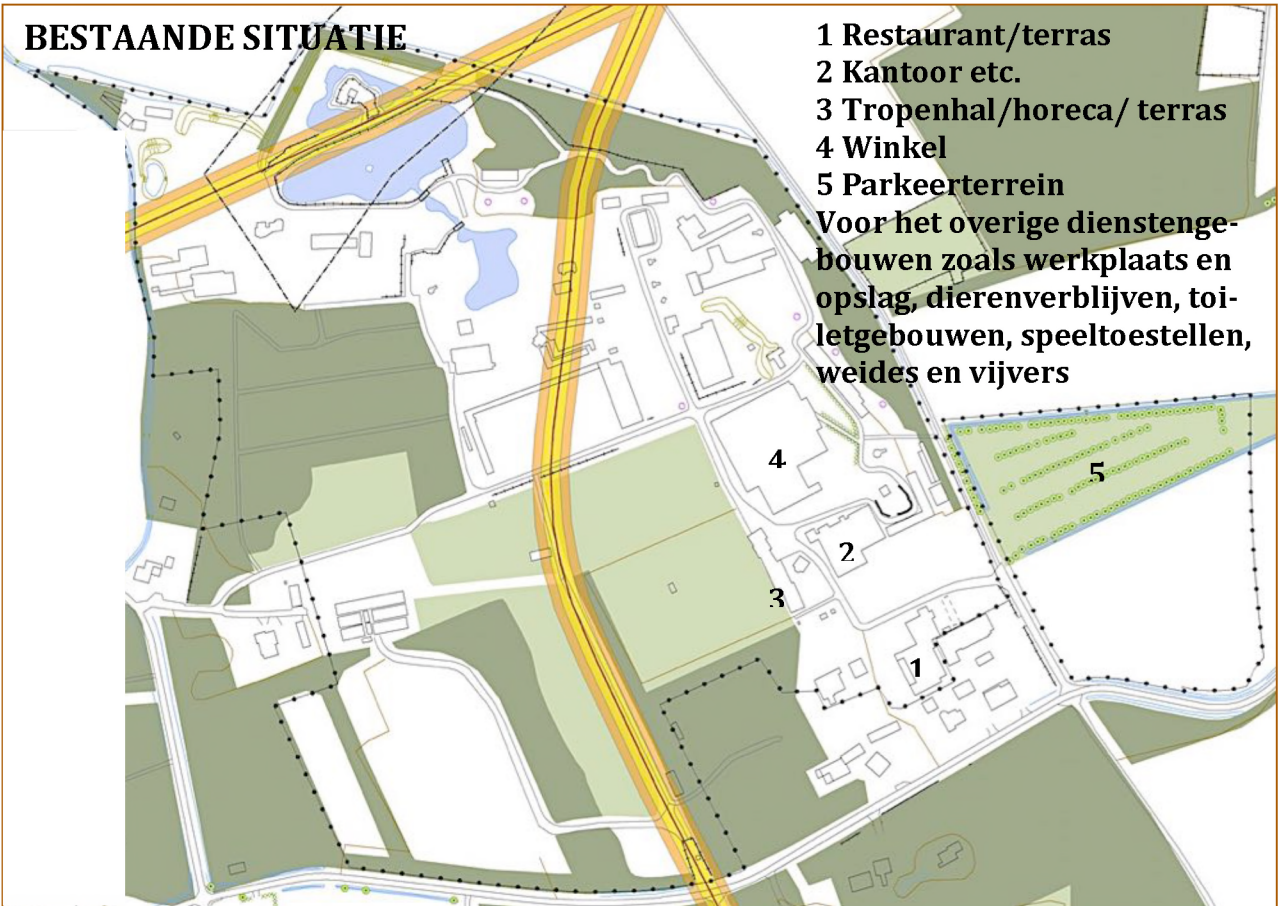 BESTAANDE SITUATIE
1 Restaurant/terras
2 Kantoor etc.
3 Tropenhal/horeca/ terras
4 Winkel
5 Parkeerterrein
Voor het overige dienstenge-
bouwen zoals werkplaats en
opslag, dierenverblijven, toi-
letgebouwen, speeltoestellen,
weides en vijvers
4
5
2
3
1